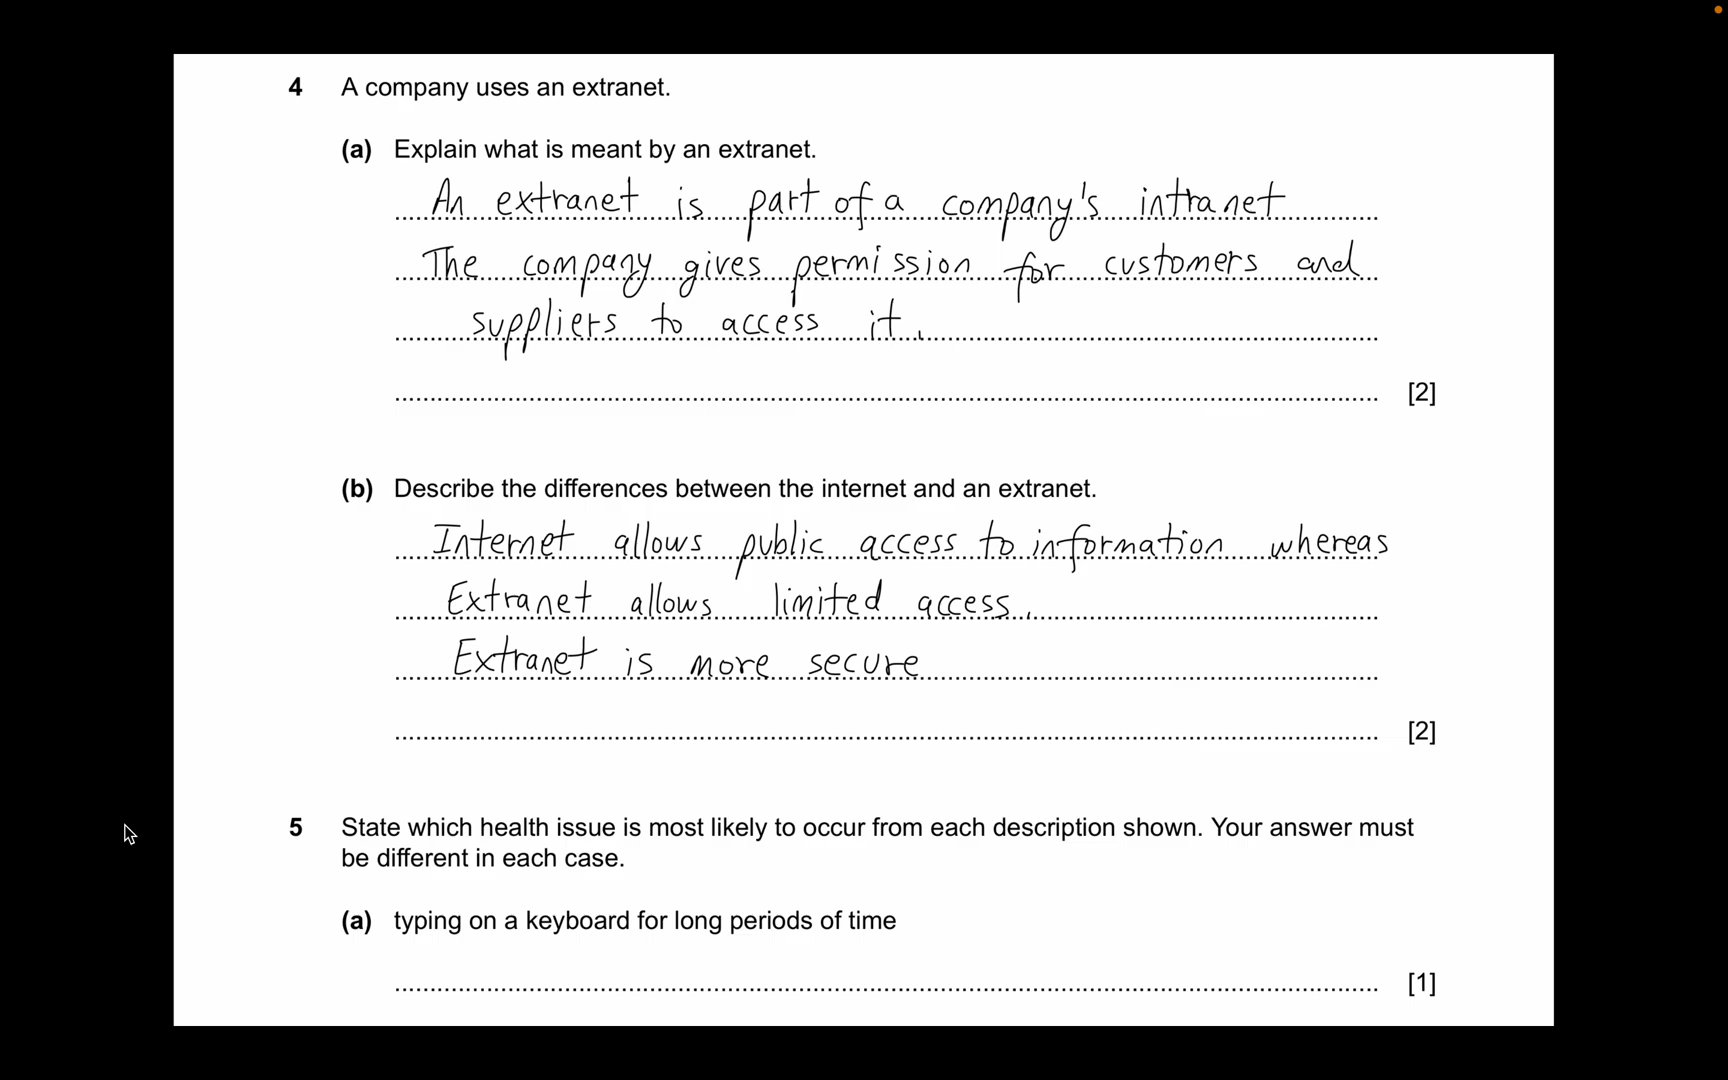 4 A company uses an extranet.
(a) Explain what is meant by an extranet.
An extranet is part of a company's intranet
The company gives permission for customers and
suppliers to access it.
[2]
(b) Describe the differences between the internet and an extranet.
Internet allows public access to information whereas
Extranet allows limited access.
Extranet is more secure
[2]
5 State which health issue is most likely to occur from each description shown. Your answer must
be different in each case.
(a) typing on a keyboard for long periods of time
[1]